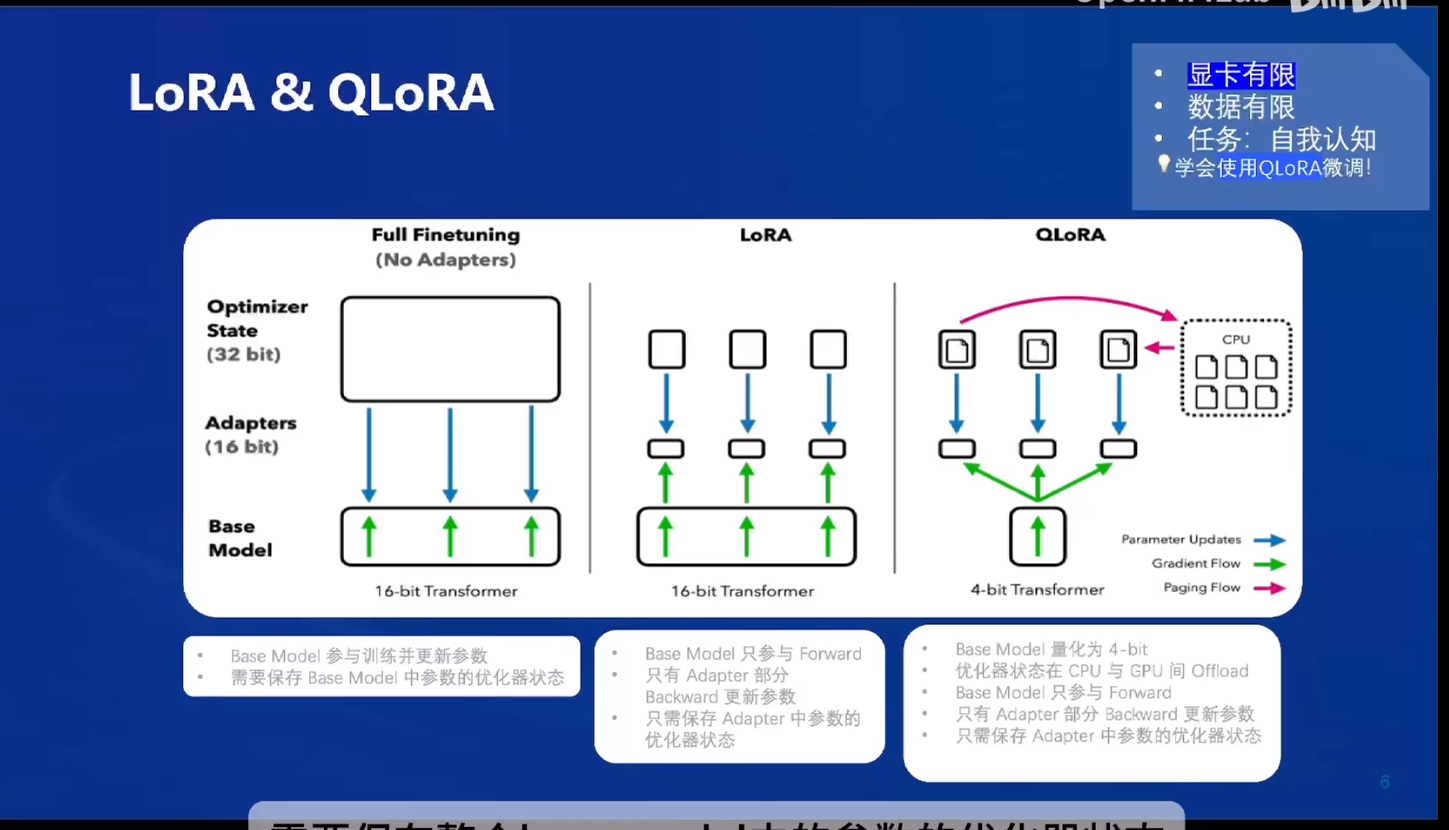 LoRA & QLoRA
• 显卡有限
• 数据有限
• 任务：自我认知
💡学会使用QLoRA微调!
Full Finetuning
(No Adapters)
LoRA
QLoRA
Optimizer
State
(32 bit)
CPU
Adapters
(16 bit)
Base
Model
Parameter Updates
Gradient Flow
Paging Flow
16-bit Transformer
16-bit Transformer
4-bit Transformer
• Base Model 参与训练并更新参数
• 需要保存 Base Model 中参数的优化器状态
• Base Model 只参与 Forward
• 只有 Adapter 部分
Backward 更新参数
• 只需保存 Adapter 中参数的
优化器状态
• Base Model 量化为 4-bit
• 优化器状态在 CPU 与 GPU 间 Offload
• Base Model 只参与 Forward
• 只有 Adapter 部分 Backward 更新参数
• 只需保存 Adapter 中参数的优化器状态
6